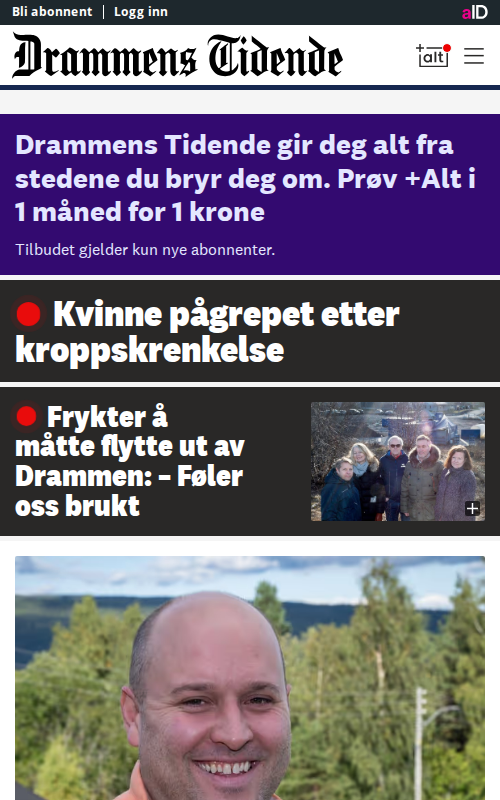 Bli abonnent | Logg inn
aID
Drammens Tidende
+alt
Drammens Tidende gir deg alt fra
stedene du bryr deg om. Prøv +Alt i
1 måned for 1 krone
Tilbudet gjelder kun nye abonnenter.
Kvinne pågrepet etter
kroppskrenkelse
Frykter å
måtte flytte ut av
Drammen: – Føler
oss brukt